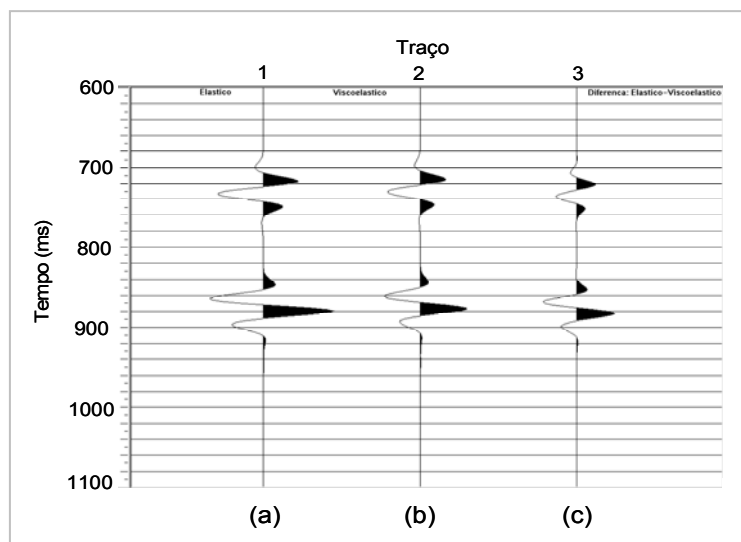 Traço
1 2 3
Elastico Viscoelastico Diferenca: Elastico-Viscoelastico
Tempo (ms)
600
700
800
900
1000
1100
(a) (b) (c)